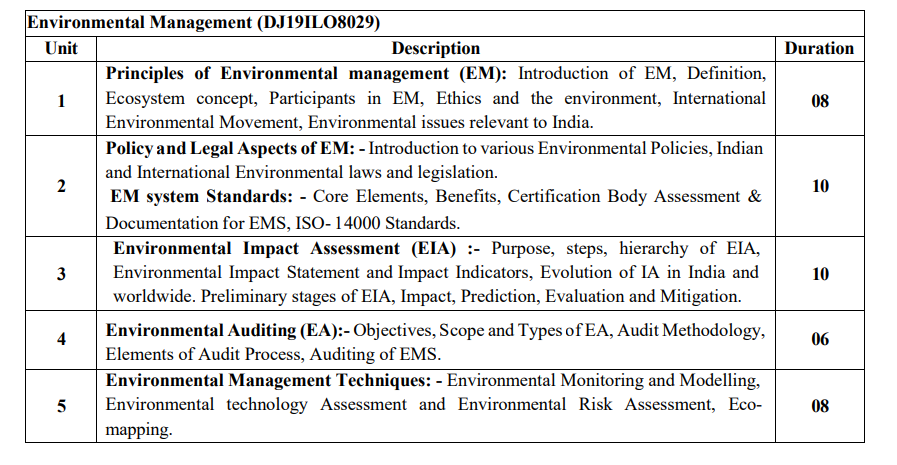 Environmental Management (DJ19ILO8029)
Unit Description Duration
Principles of Environmental management (EM): Introduction of EM, Definition,
1 Ecosystem concept, Participants in EM, Ethics and the environment, International 08
Environmental Movement, Environmental issues relevant to India.
Policy and Legal Aspects of EM: - Introduction to various Environmental Policies, Indian
and International Environmental laws and legislation.
2 EM system Standards: - Core Elements, Benefits, Certification Body Assessment & 10
Documentation for EMS, ISO- 14000 Standards.
Environmental Impact Assessment (EIA) :- Purpose, steps, hierarchy of EIA,
3 Environmental Impact Statement and Impact Indicators, Evolution of IA in India and 10
worldwide. Preliminary stages of EIA, Impact, Prediction, Evaluation and Mitigation.
4 Environmental Auditing (EA):- Objectives, Scope and Types of EA, Audit Methodology, 06
Elements of Audit Process, Auditing of EMS.
Environmental Management Techniques: - Environmental Monitoring and Modelling,
5 Environmental technology Assessment and Environmental Risk Assessment, Eco- 08
mapping.